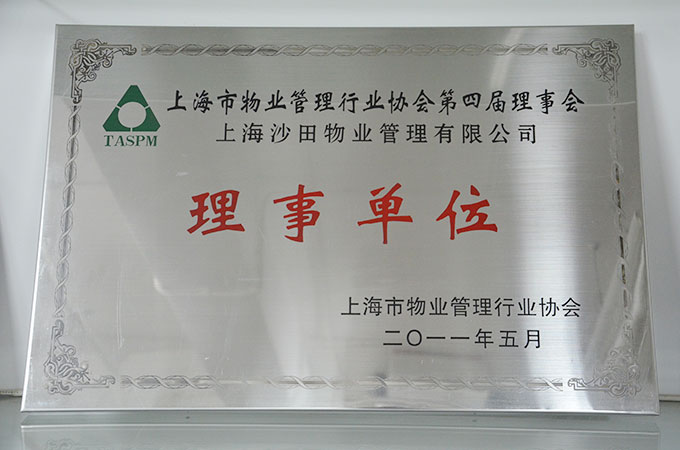 TASPM
上海市物业管理行业协会第四届理事会
上海沙田物业管理有限公司
理事单位
上海市物业管理行业协会
二〇一一年五月